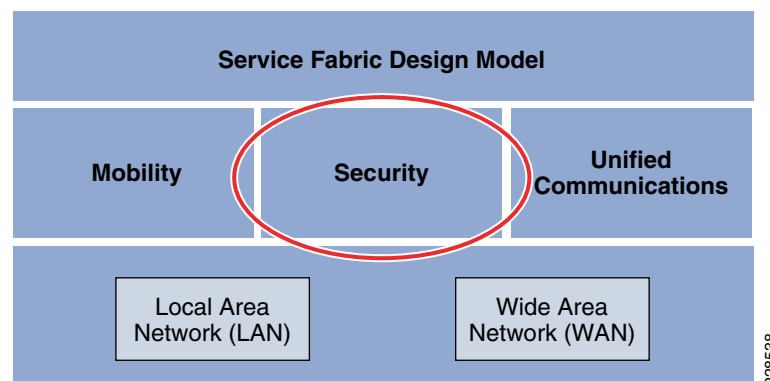 Service Fabric Design Model
Mobility
Security
Unified
Communications
Local Area
Network (LAN)
Wide Area
Network (WAN)